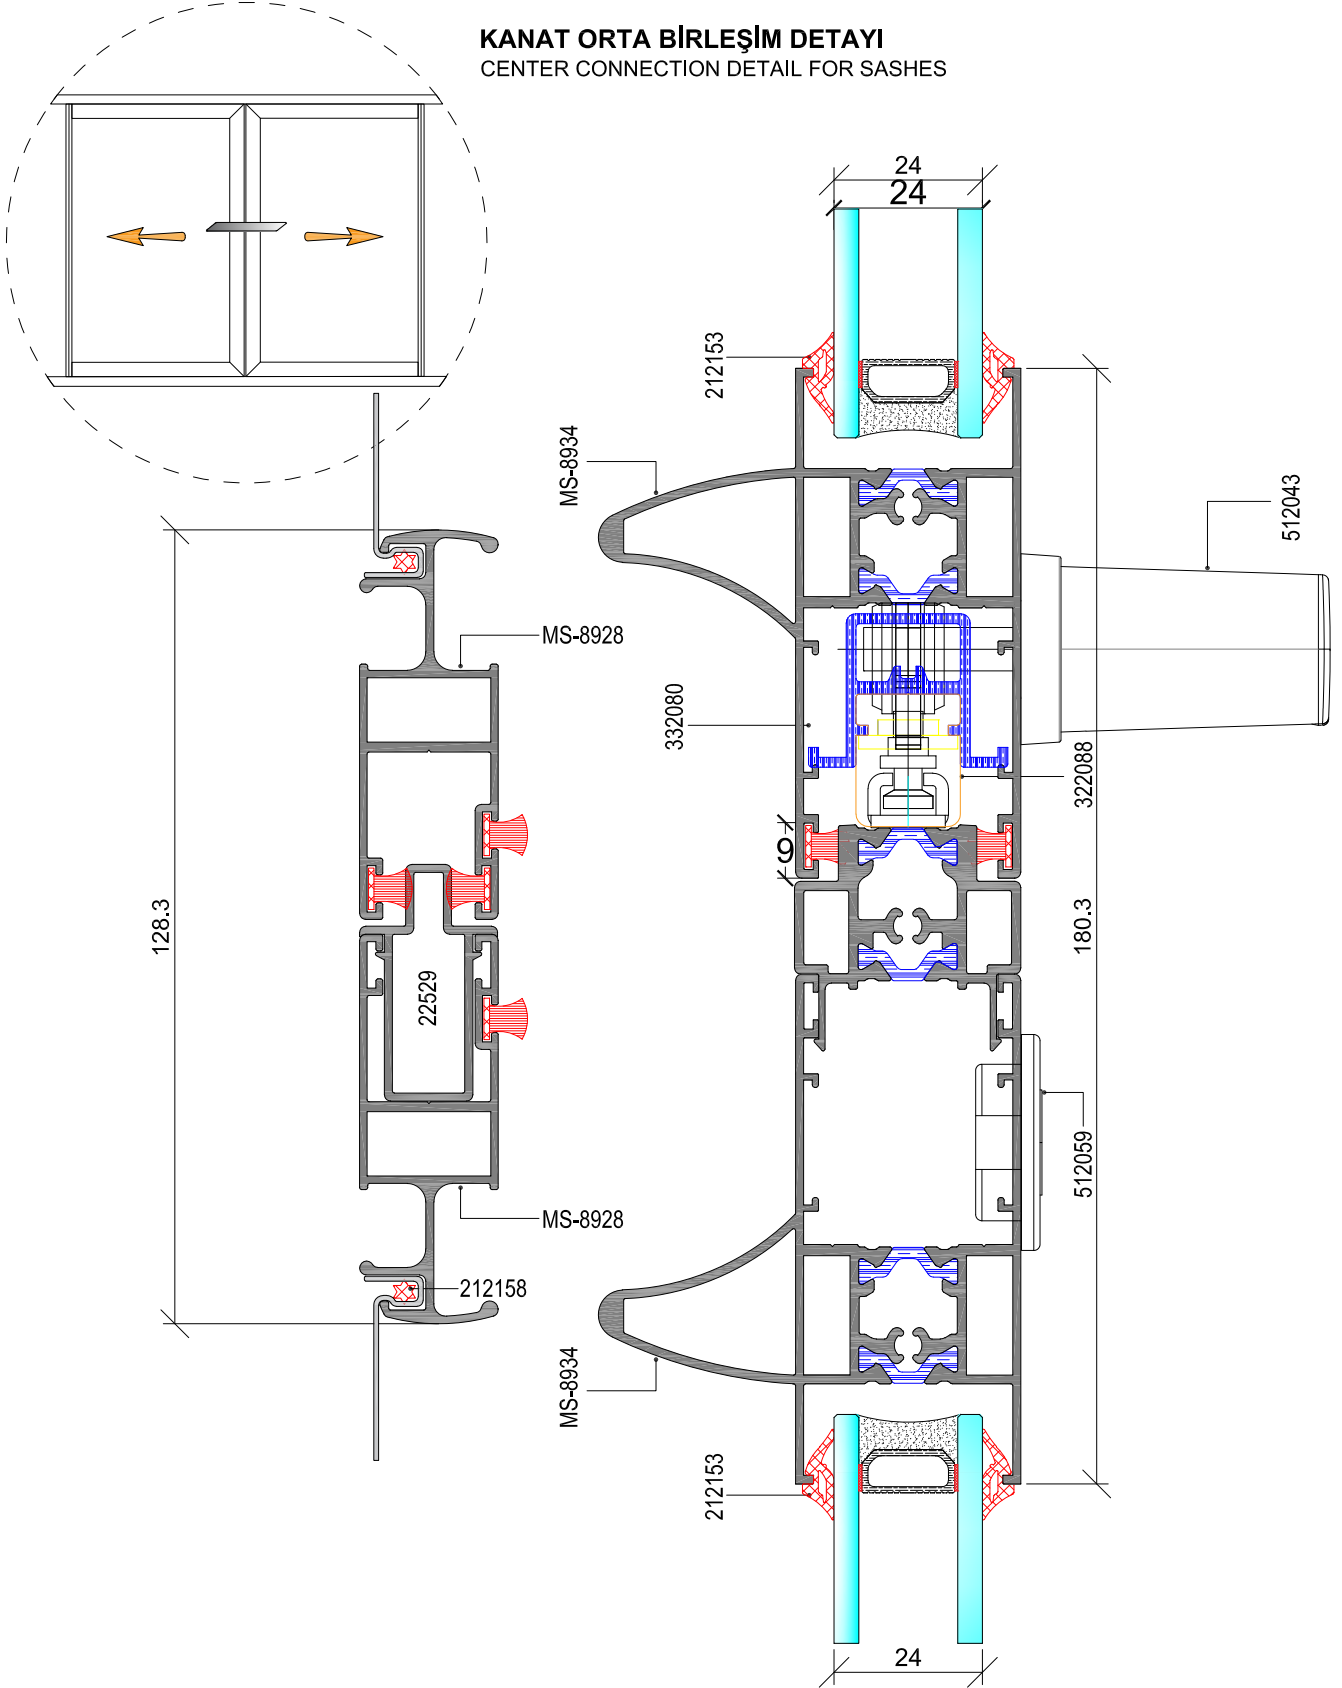 KANAT ORTA BİRLEŞİM DETAYI
CENTER CONNECTION DETAIL FOR SASHES
24
24
212153
MS-8934
512043
MS-8928
332080
322088
9
128.3
180.3
22529
512059
MS-8928
212158
MS-8934
212153
24